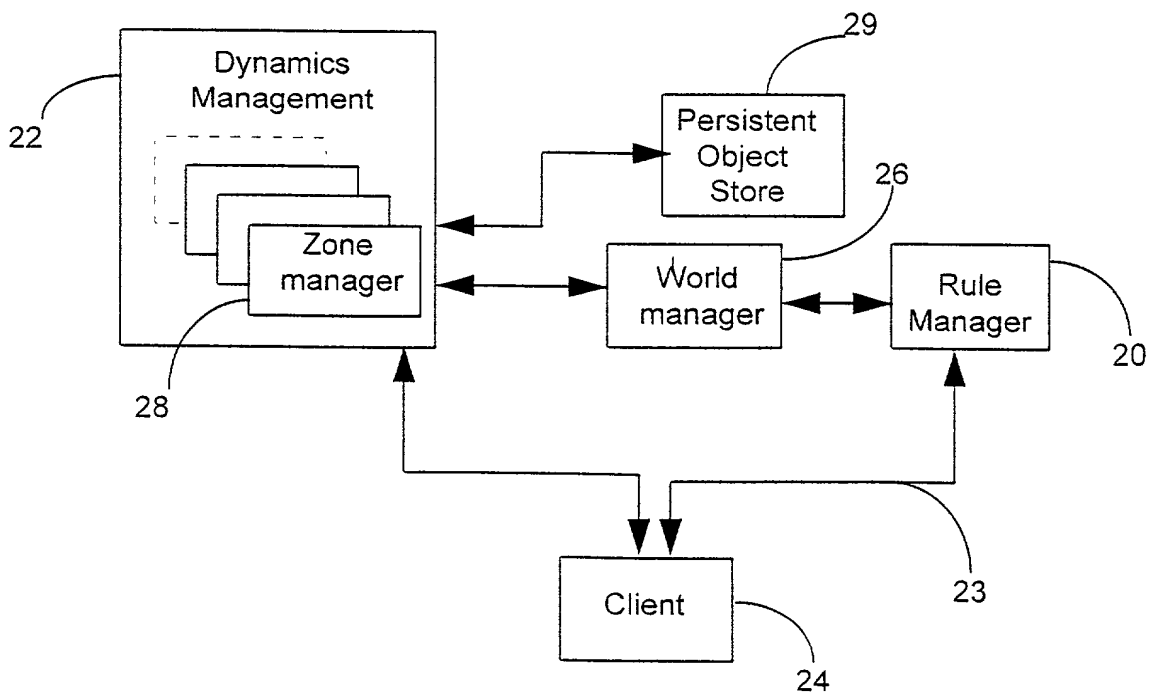 29
Dynamics
Management
22
Persistent
Object
Store
26
Zone
manager
World
manager
Rule
Manager
20
28
23
Client
24